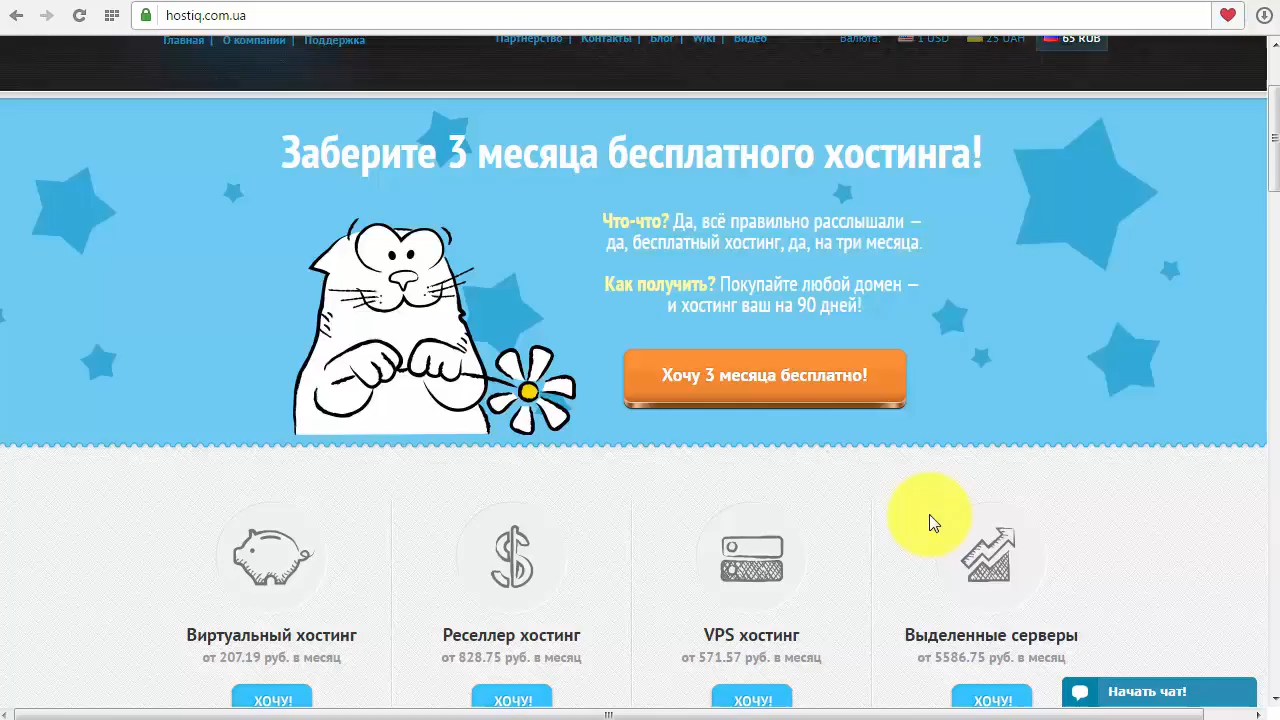 hostiq.com.ua
Главная | О компании | Поддержка
Партнерство | Контакты | Блог | Wiki | Видео
Валюта: 1 USD 25 UAH 65 RUB
Заберите 3 месяца бесплатного хостинга!
Что-что? Да, всё правильно расслышали —
да, бесплатный хостинг, да, на три месяца.
Как получить? Покупайте любой домен —
и хостинг ваш на 90 дней!
Хочу 3 месяца бесплатно!
Виртуальный хостинг
от 207.19 руб. в месяц
ХОЧУ!
Реселлер хостинг
от 828.75 руб. в месяц
ХОЧУ!
VPS хостинг
от 571.57 руб. в месяц
ХОЧУ!
Выделенные серверы
от 5586.75 руб. в месяц
ХОЧУ!
Начать чат!